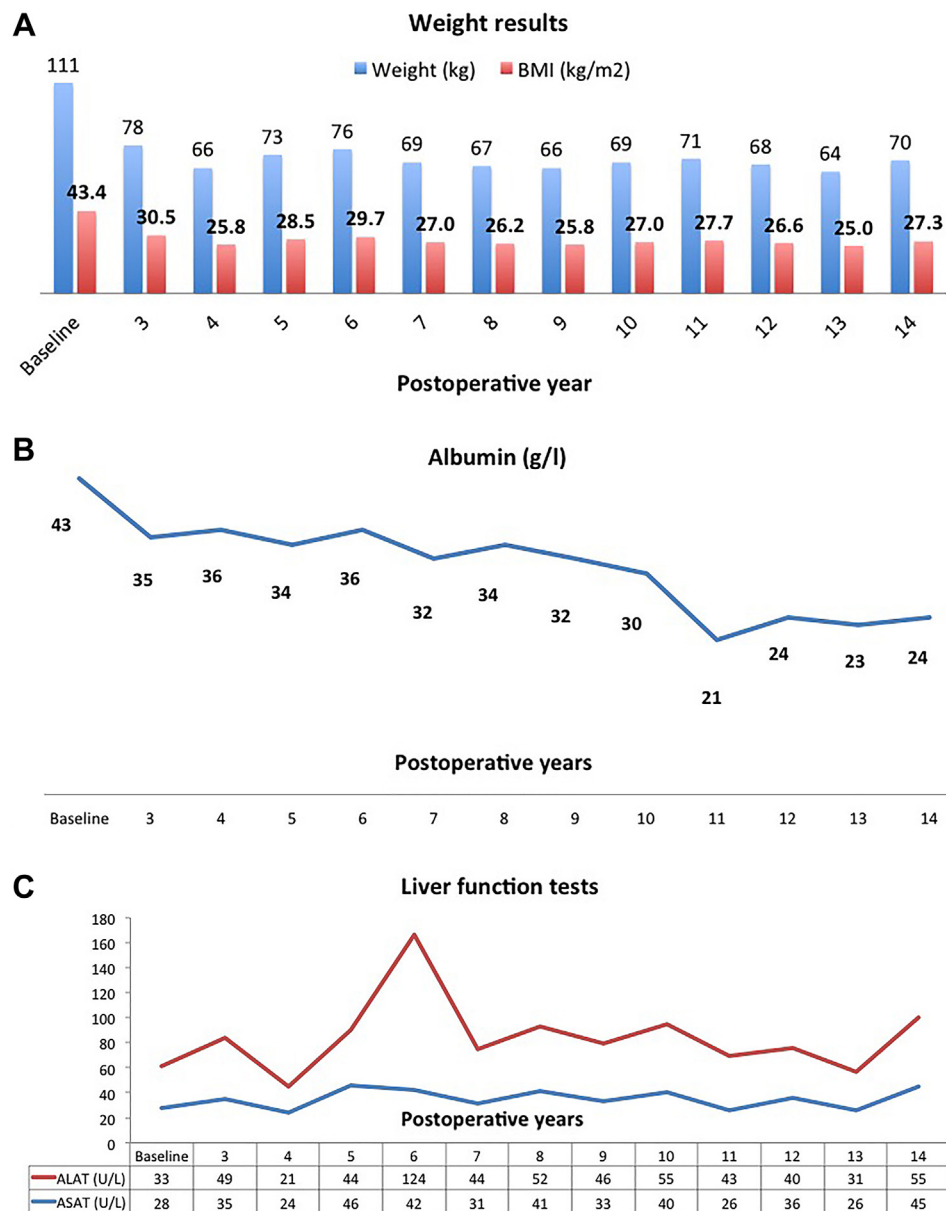 A
Weight results
Weight (kg) BMI (kg/m2)
111 78 66 73 76 69 67 66 69 71 68 64 70
43.4 30.5 25.8 28.5 29.7 27.0 26.2 25.8 27.0 27.7 26.6 25.0 27.3
Baseline 3 4 5 6 7 8 9 10 11 12 13 14
Postoperative year
B
Albumin (g/l)
43 35 36 34 36 32 34 32 30 21 24 23 24
Postoperative years
Baseline 3 4 5 6 7 8 9 10 11 12 13 14
C
Liver function tests
180
160
140
120
100
80
60
40
20
0
Postoperative years
Baseline 3 4 5 6 7 8 9 10 11 12 13 14
ALAT (U/L) 33 49 21 44 124 44 52 46 55 43 40 31 55
ASAT (U/L) 28 35 24 46 42 31 41 33 40 26 36 26 45